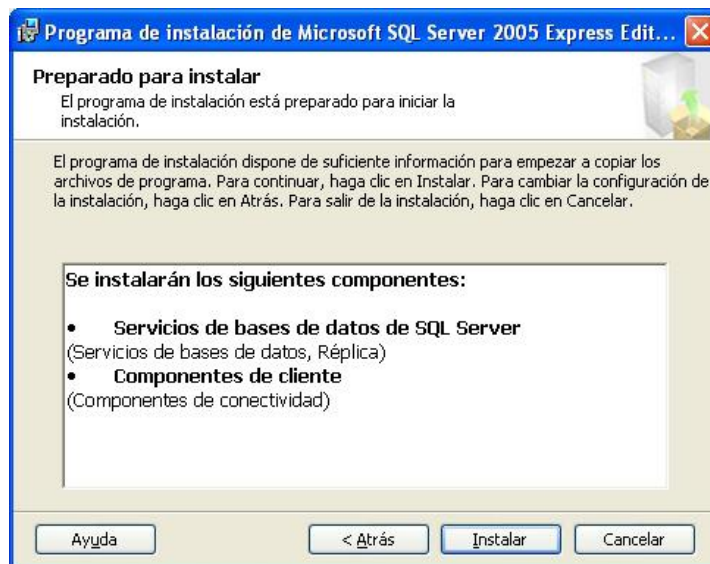 Programa de instalación de Microsoft SQL Server 2005 Express Edit...
Preparado para instalar
El programa de instalación está preparado para iniciar la
instalación.
El programa de instalación dispone de suficiente información para empezar a copiar los
archivos de programa. Para continuar, haga clic en Instalar. Para cambiar la configuración de
la instalación, haga clic en Atrás. Para salir de la instalación, haga clic en Cancelar.
Se instalarán los siguientes componentes:
• Servicios de bases de datos de SQL Server
(Servicios de bases de datos, Réplica)
• Componentes de cliente
(Componentes de conectividad)
Ayuda < Atrás Instalar Cancelar